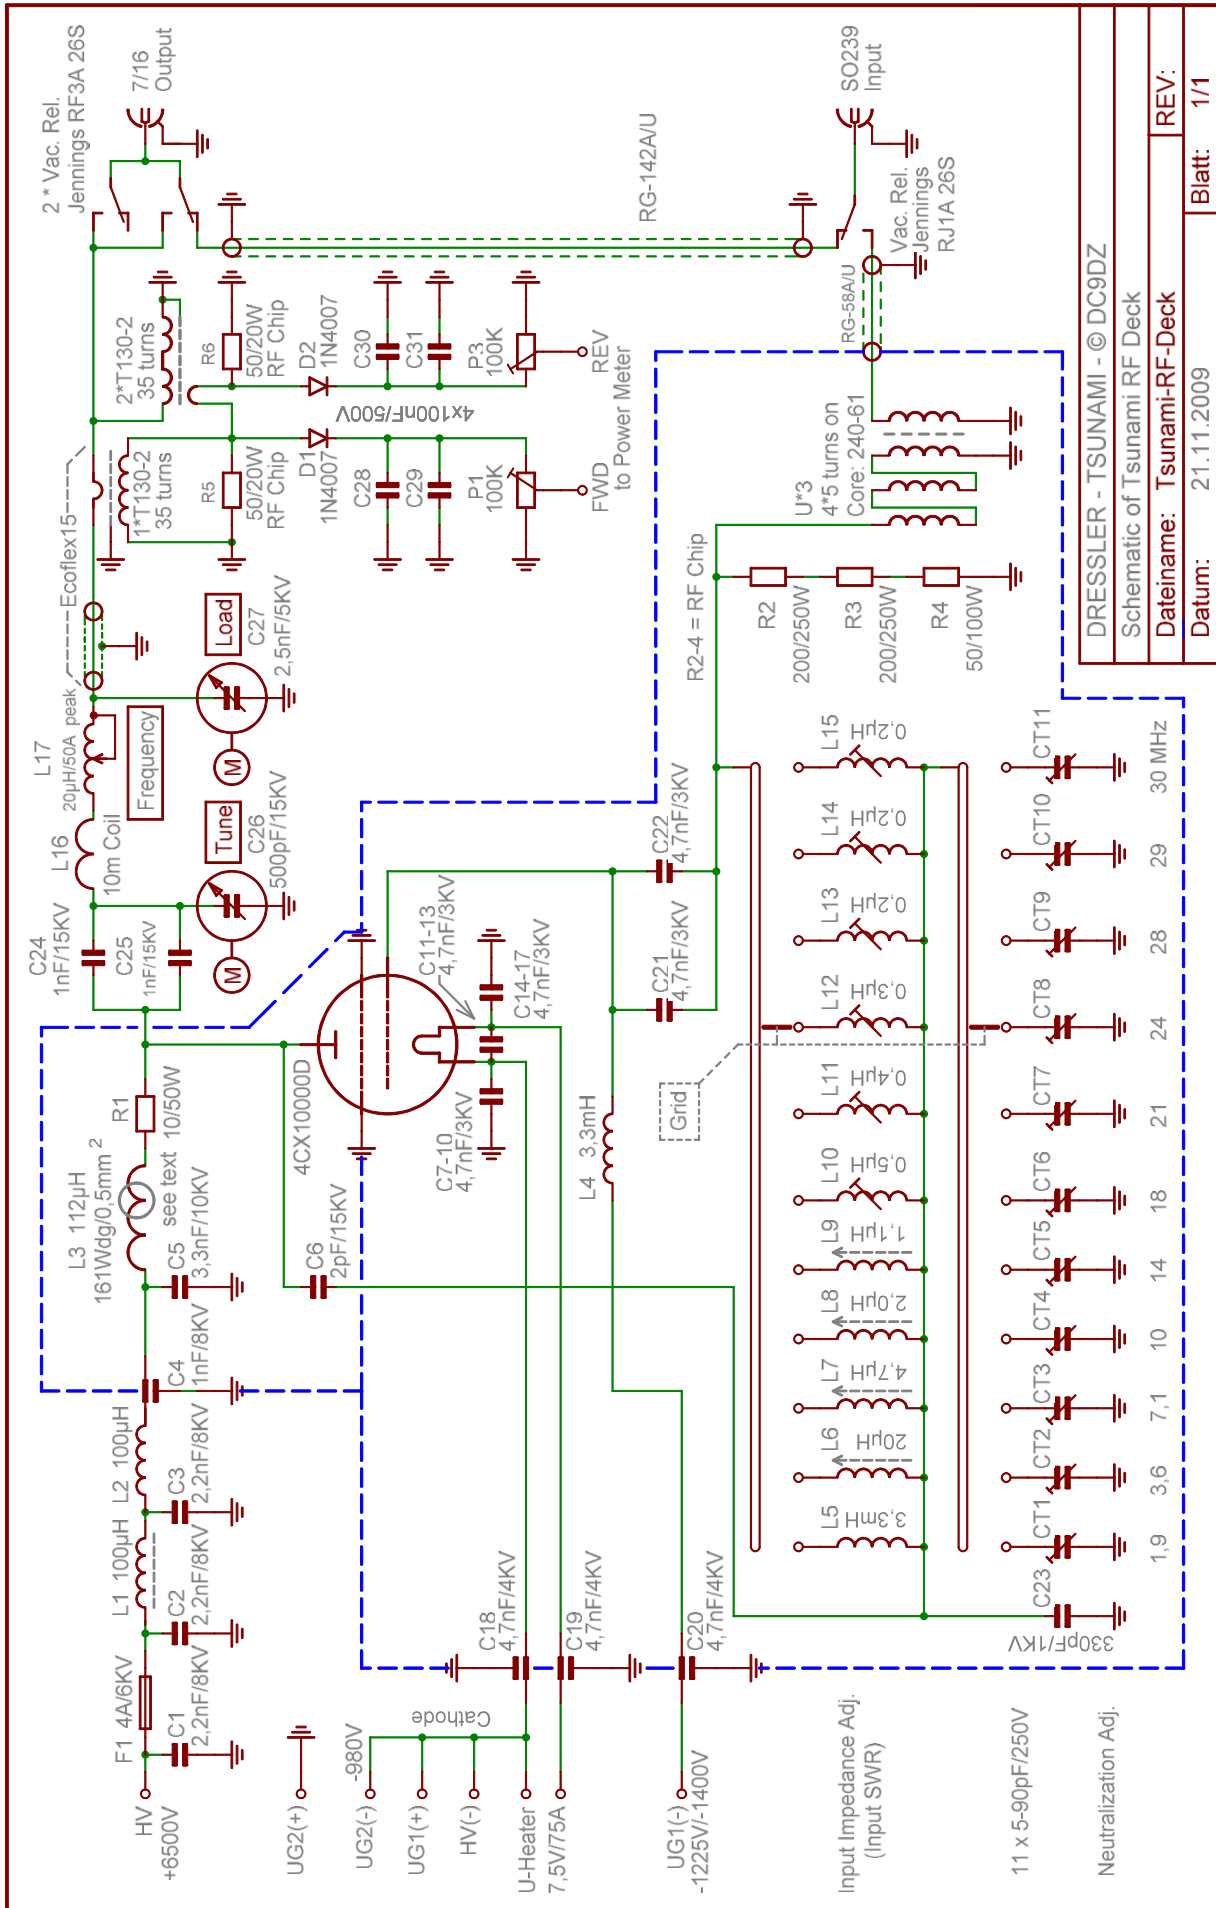 HV
+6500V
F1 4A/6KV
C1
2,2nF/8KV
L1 100µH
C2
2,2nF/8KV
L2 100µH
C3
2,2nF/8KV
C4
1nF/8KV
L3 112µH
161Wdg/0,5mm 2
C5
3,3nF/10KV
R1
see text 10/50W
C24
1nF/15KV
C25
1nF/15KV
M
Tune
C26
500pF/15KV
L16
10m Coil
L17
20µH/50A peak
Frequency
M
Load
C27
2,5nF/5KV
Ecoflex15
1*T130-2
35 turns
2*T130-2
35 turns
R5
50/20W
RF Chip
R6
50/20W
RF Chip
D1
1N4007
D2
1N4007
C28
C29
C30
C31
4x100nF/500V
P1
100K
P3
100K
FWD
REV
to Power Meter
2 * Vac. Rel.
Jennings RF3A 26S
7/16
Output
RG-142A/U
SO239
Input
Vac. Rel.
Jennings
RJ1A 26S
RG-58A/U
UG2(+)
UG2(-)
-980V
UG1(+)
HV(-)
Cathode
U-Heater
7,5V/75A
UG1(-)
-1225V/-1400V
C18
4,7nF/4KV
C19
4,7nF/4KV
C20
4,7nF/4KV
C6
2pF/15KV
4CX10000D
C7-10
4,7nF/3KV
C11-13
4,7nF/3KV
C14-17
4,7nF/3KV
L4 3,3mH
C21
4,7nF/3KV
C22
4,7nF/3KV
R2-4 = RF Chip
U*3
4*5 turns on
Core: 240-61
R2
200/250W
R3
200/250W
R4
50/100W
Grid
Input Impedance Adj.
(Input SWR)
L5
3,3mH
L6
20µH
L7
4,7µH
L8
2,0µH
L9
1,1µH
L10
0,5µH
L11
0,4µH
L12
0,3µH
L13
0,2µH
L14
0,2µH
L15
0,2µH
11 x 5-90pF/250V
C23
330pF/1KV
CT1
CT2
CT3
CT4
CT5
CT6
CT7
CT8
CT9
CT10
CT11
Neutralization Adj.
1,9
3,6
7,1
10
14
18
21
24
28
29
30 MHz
DRESSLER - TSUNAMI - © DC9DZ
Schematic of Tsunami RF Deck
Dateiname: Tsunami-RF-Deck
REV:
Datum: 21.11.2009
Blatt: 1/1